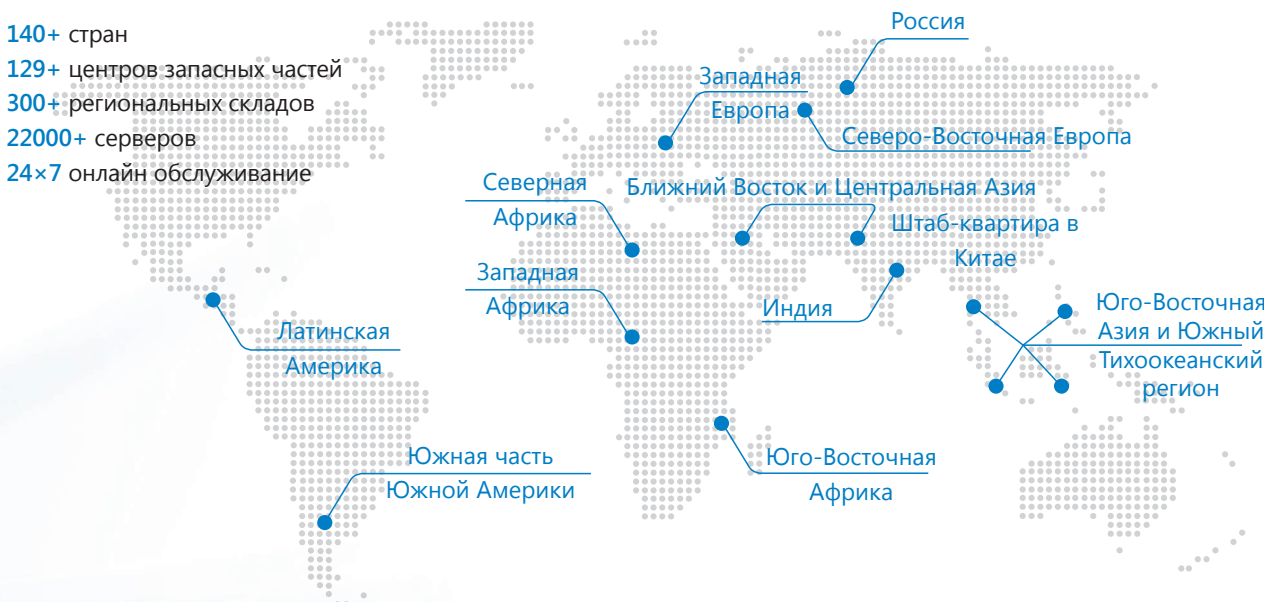 140+ стран
129+ центров запасных частей
300+ региональных складов
22000+ серверов
24×7 онлайн обслуживание
Россия
Западная
Европа
Северо-Восточная Европа
Северная
Африка
Ближний Восток и Центральная Азия
Штаб-квартира в
Китае
Западная
Африка
Индия
Юго-Восточная
Азия и Южный
Тихоокеанский
регион
Латинская
Америка
Южная часть
Южной Америки
Юго-Восточная
Африка